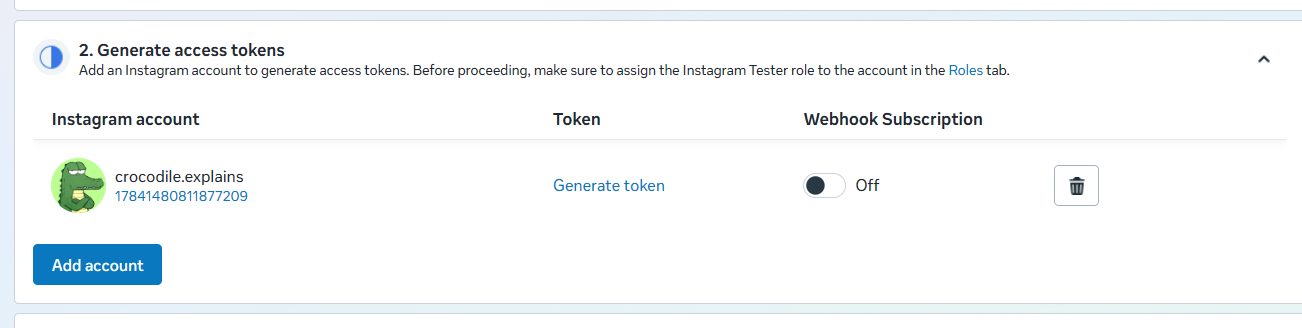 2. Generate access tokens
Add an Instagram account to generate access tokens. Before proceeding, make sure to assign the Instagram Tester role to the account in the Roles tab.
Instagram account Token Webhook Subscription
crocodile.explains
17841480811877209
Generate token
Off
Add account